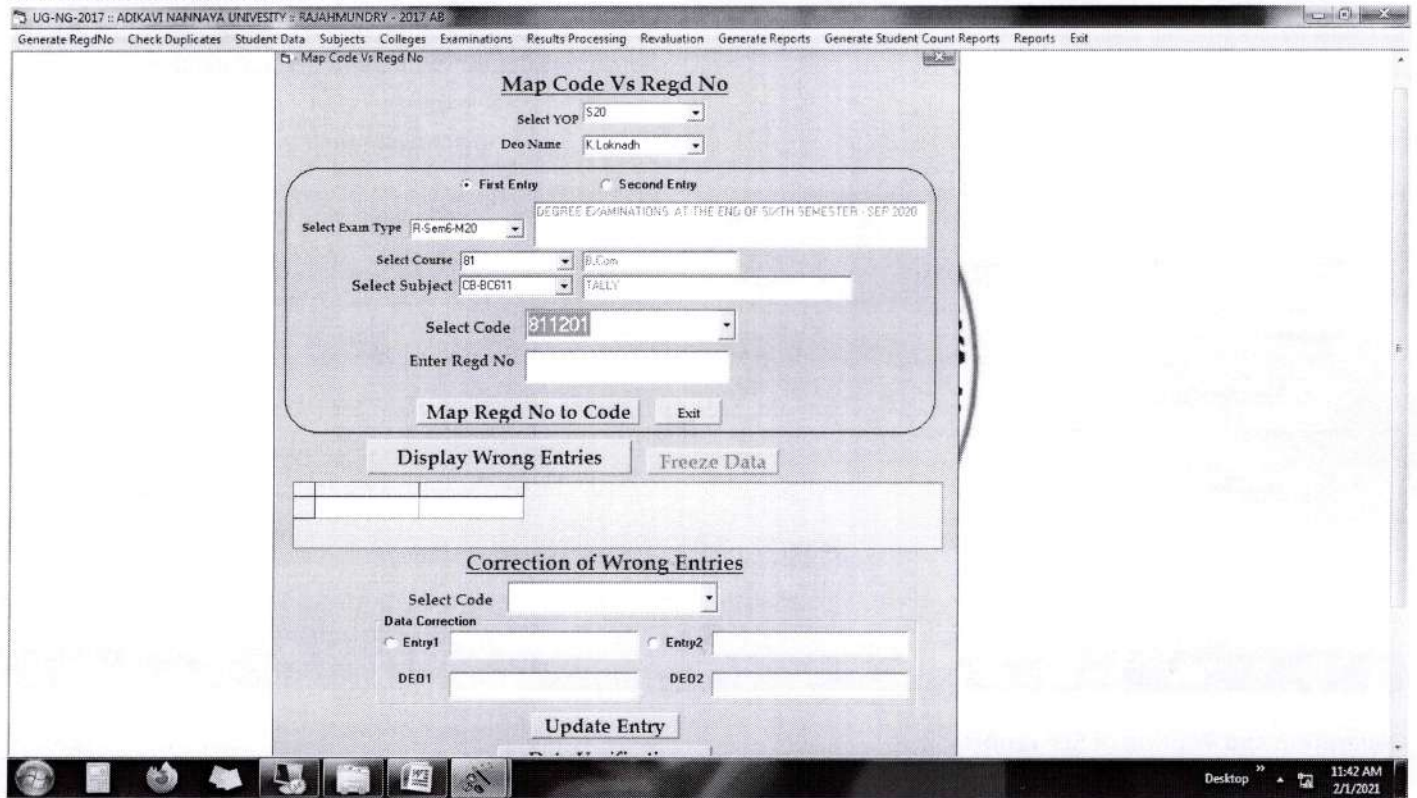 UG-NG-2017 :: ADIKAVI NANNAYA UNIVESITY :: RAJAHMUNDRY - 2017 AB
Generate RegdNo Check Duplicates Student Data Subjects Colleges Examinations Results Processing Revaluation Generate Reports Generate Student Count Reports Reports Exit
Map Code Vs Regd No
Map Code Vs Regd No
Select YOP S20
Deo Name K.Loknadh
First Entry Second Entry
DEGREE EXAMINATIONS AT THE END OF SIXTH SEMESTER - SEP 2020
Select Exam Type R-Sem6-M20
Select Course 81 B.Com
Select Subject CB-BC611 TALLY
Select Code 811201
Enter Regd No
Map Regd No to Code Exit
Display Wrong Entries Freeze Data
Correction of Wrong Entries
Select Code
Data Correction
Entry1 Entry2
DEO1 DEO2
Update Entry
Desktop » 11:42 AM
2/1/2021